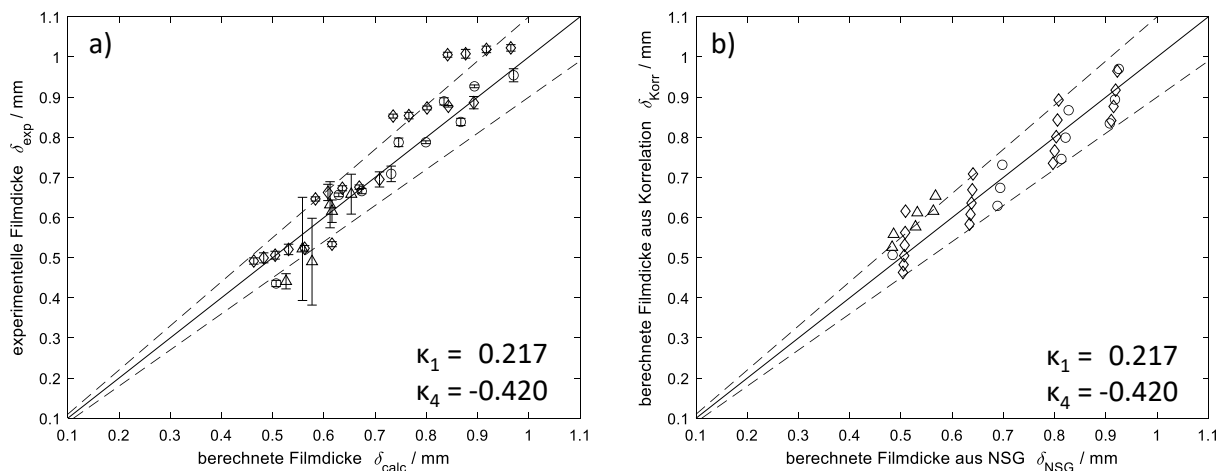 a)
1.1
1
0.9
0.8
0.7
0.6
0.5
0.4
0.3
0.2
0.1
experimentelle Filmdicke δexp / mm
κ1 = 0.217
κ4 = -0.420
0.1 0.2 0.3 0.4 0.5 0.6 0.7 0.8 0.9 1 1.1
berechnete Filmdicke δcalc / mm
b)
1.1
1
0.9
0.8
0.7
0.6
0.5
0.4
0.3
0.2
0.1
berechnete Filmdicke aus Korrelation δKorr / mm
κ1 = 0.217
κ4 = -0.420
0.1 0.2 0.3 0.4 0.5 0.6 0.7 0.8 0.9 1 1.1
berechnete Filmdicke aus NSG δNSG / mm